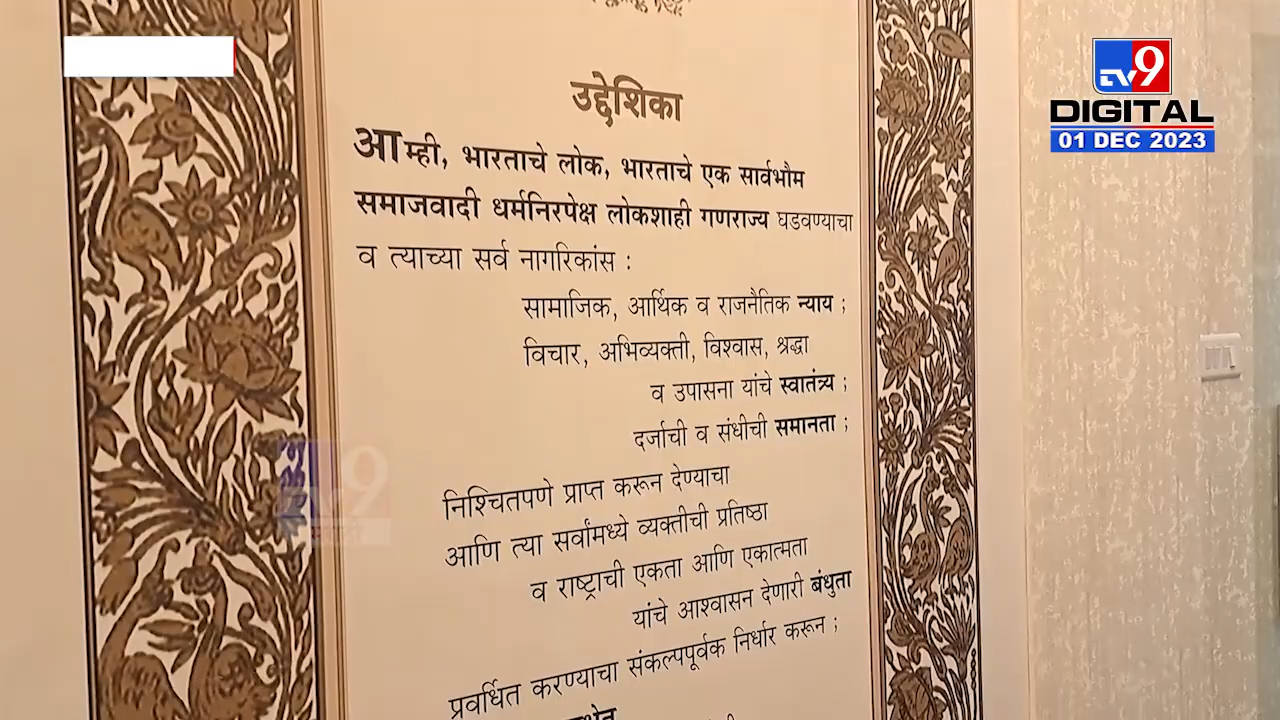 उद्देशिका
आम्ही, भारताचे लोक, भारताचे एक सार्वभौम
समाजवादी धर्मनिरपेक्ष लोकशाही गणराज्य घडवण्याचा
व त्याच्या सर्व नागरिकांस :
सामाजिक, आर्थिक व राजनैतिक न्याय ;
विचार, अभिव्यक्ती, विश्वास, श्रद्धा
व उपासना यांचे स्वातंत्र्य ;
दर्जाची व संधीची समानता ;
निश्चितपणे प्राप्त करून देण्याचा
आणि त्या सर्वांमध्ये व्यक्तीची प्रतिष्ठा
व राष्ट्राची एकता आणि एकात्मता
यांचे आश्वासन देणारी बंधुता
प्रवर्धित करण्याचा संकल्पपूर्वक निर्धार करून ;
TV9
DIGITAL
01 DEC 2023
TV9